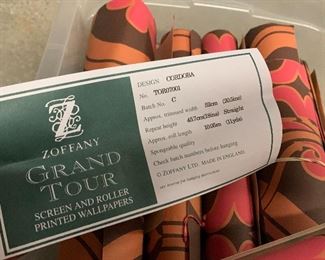 ZOFFANY
GRAND
TOUR
SCREEN AND ROLLER
PRINTED WALLPAPERS
DESIGN CORDOBA
No. TOR07001
Batch No. C
Approx. trimmed width 52cm (20.5ins)
Repeat height 45.7cm (18ins) Straight
Approx. roll length 10.05m (11yds)
Spongeable quality
Check batch numbers before hanging
© ZOFFANY LTD. MADE IN ENGLAND.